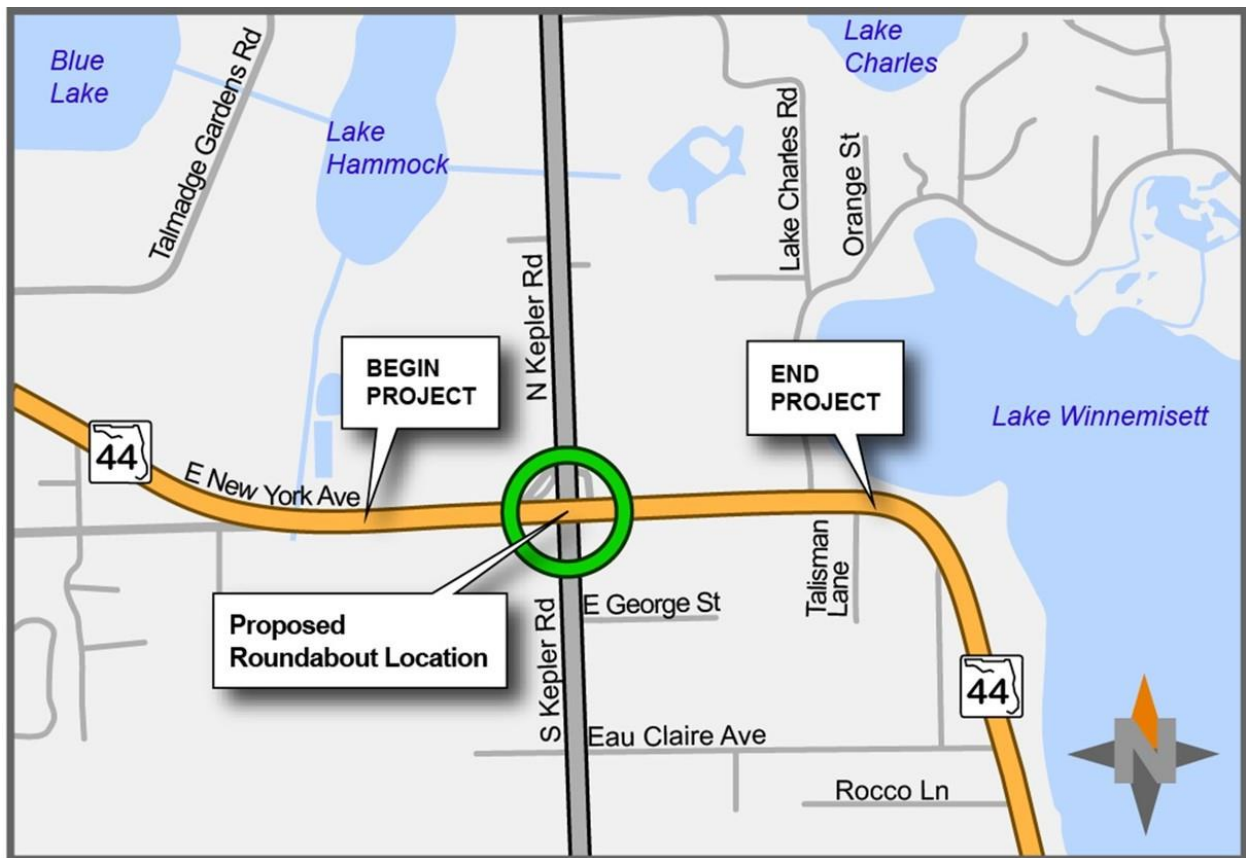 Blue
Lake
Talmadge Gardens Rd
Lake
Hammock
Lake
Charles
Lake Charles Rd
Orange St
N Kepler Rd
BEGIN
PROJECT
END
PROJECT
Lake Winnemisett
44
E New York Ave
Proposed
Roundabout Location
S Kepler Rd
E George St
Talisman
Lane
44
Eau Claire Ave
Rocco Ln
N